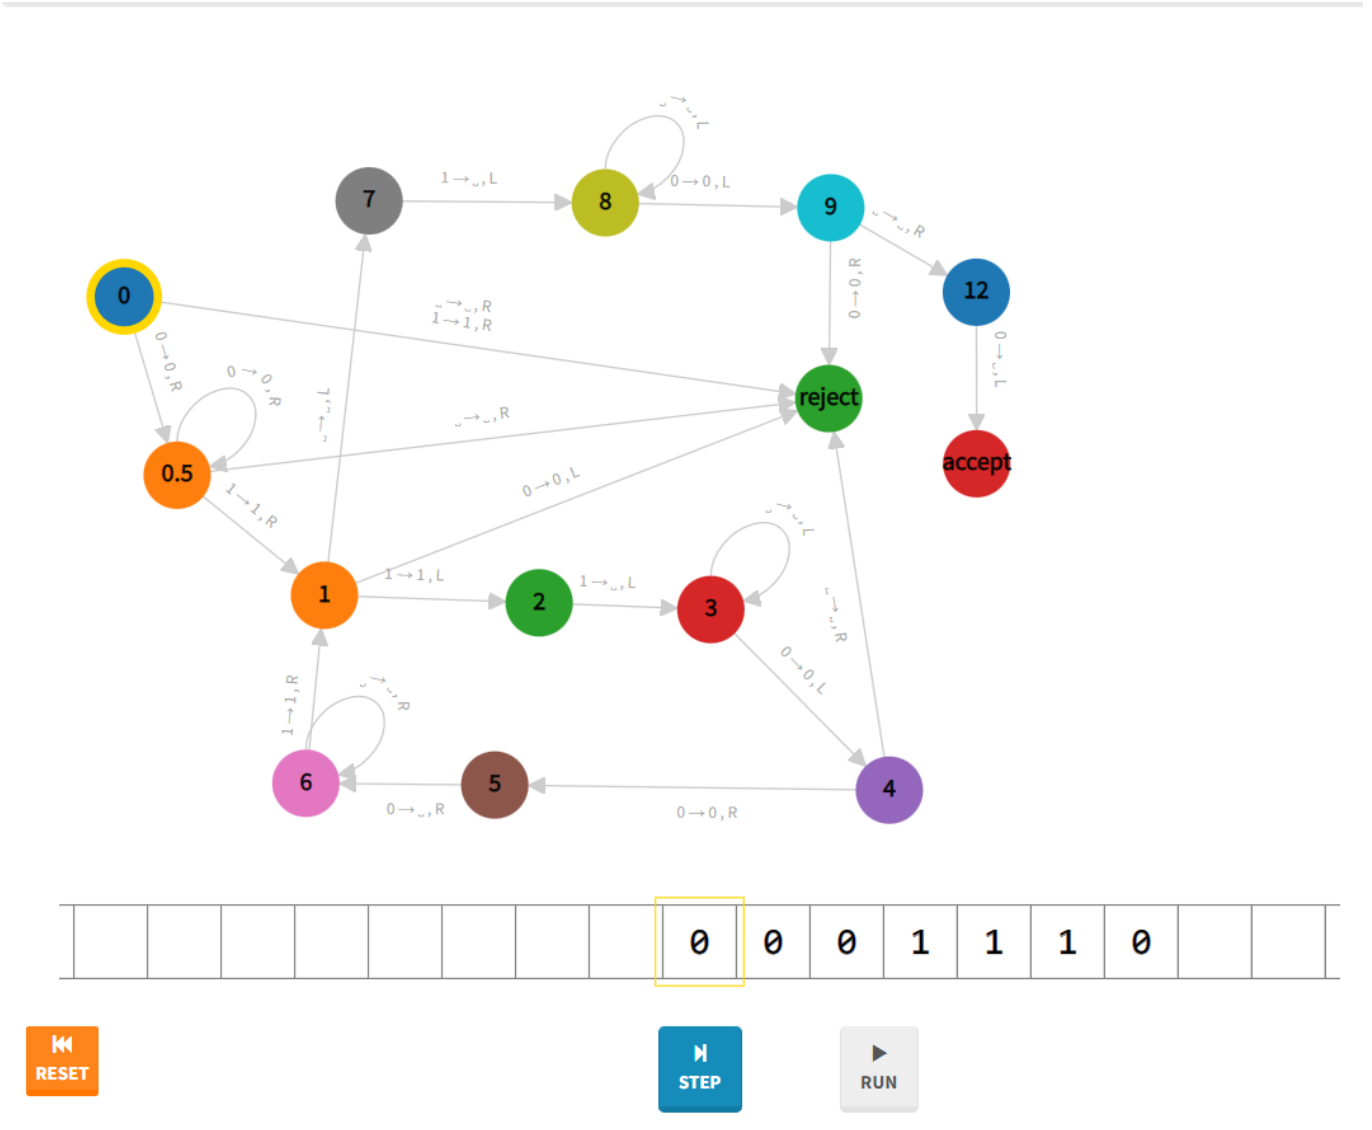 ␣→␣,L
7
1→␣,L
8
0→0,L
9
␣→␣,R
0
␣→␣,R
1→1,R
0→0,R
12
0→0,R
0→␣,L
0→0,R
␣→␣,L
reject
␣→␣,R
accept
0.5
0→0,L
1→1,R
␣→␣,L
1
1→1,L
2
1→␣,L
3
␣→␣,R
0→0,L
1→1,R
␣→␣,R
6
0→␣,R
5
0→0,R
4
0 0 0 1 1 1 0
RESET
STEP
RUN